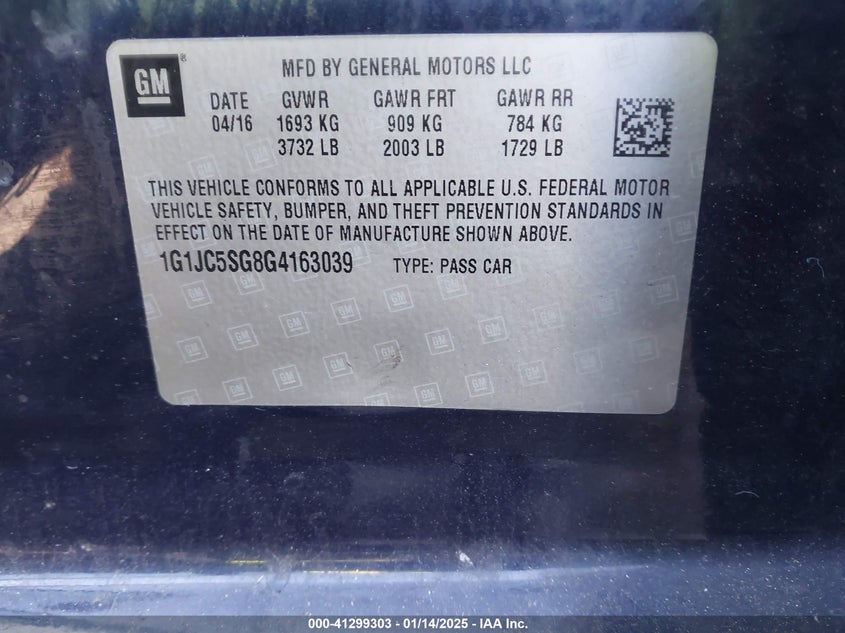 GM ®
MFD BY GENERAL MOTORS LLC
DATE GVWR GAWR FRT GAWR RR
04/16 1693 KG 909 KG 784 KG
3732 LB 2003 LB 1729 LB
THIS VEHICLE CONFORMS TO ALL APPLICABLE U.S. FEDERAL MOTOR
VEHICLE SAFETY, BUMPER, AND THEFT PREVENTION STANDARDS IN
EFFECT ON THE DATE OF MANUFACTURE SHOWN ABOVE.
1G1JC5SG8G4163039 TYPE: PASS CAR
000-41299303 - 01/14/2025 - IAA Inc.